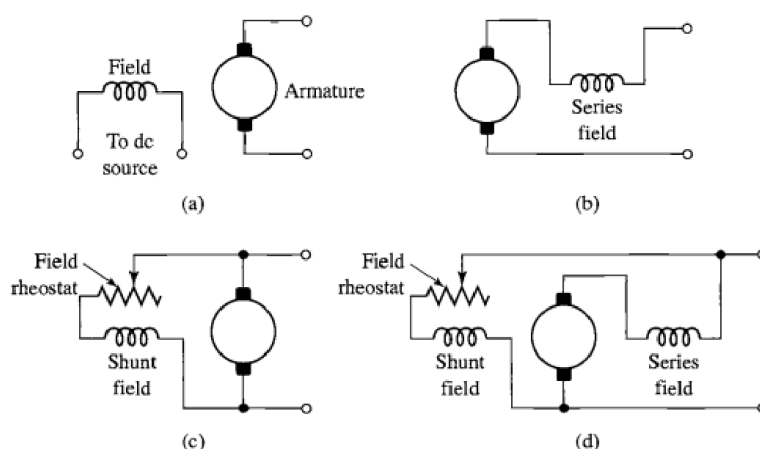 Field
Armature
To dc
source
(a)
Series
field
(b)
Field
rheostat
Shunt
field
(c)
Field
rheostat
Shunt
field
Series
field
(d)